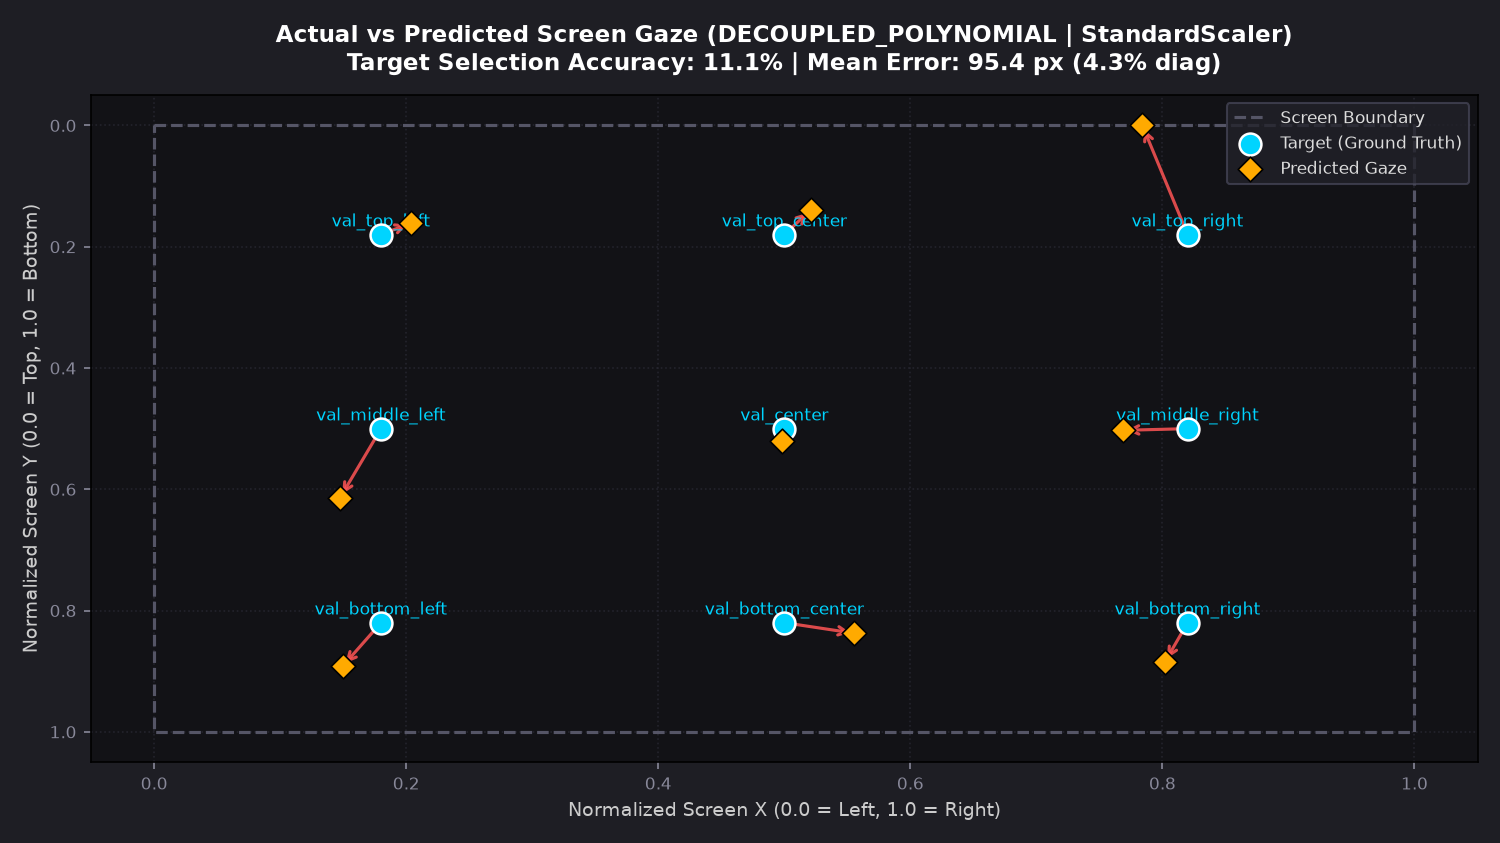 Actual vs Predicted Screen Gaze (DECOUPLED_POLYNOMIAL | StandardScaler)
Target Selection Accuracy: 11.1% | Mean Error: 95.4 px (4.3% diag)
Screen Boundary
Target (Ground Truth)
Predicted Gaze
val_top_left
val_top_center
val_top_right
val_middle_left
val_center
val_middle_right
val_bottom_left
val_bottom_center
val_bottom_right
Normalized Screen Y (0.0 = Top, 1.0 = Bottom)
0.0
0.2
0.4
0.6
0.8
1.0
0.0
0.2
0.4
0.6
0.8
1.0
Normalized Screen X (0.0 = Left, 1.0 = Right)